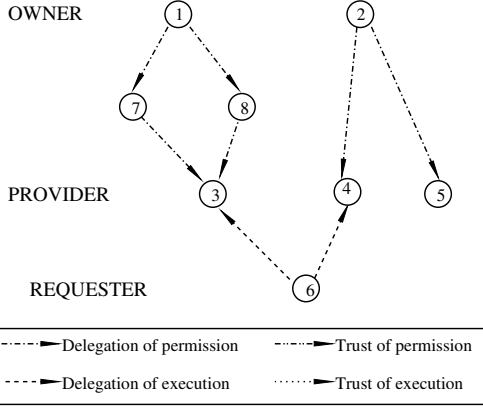 OWNER 1 2
7 8
PROVIDER 3 4 5
REQUESTER 6
Delegation of permission Trust of permission
Delegation of execution Trust of execution